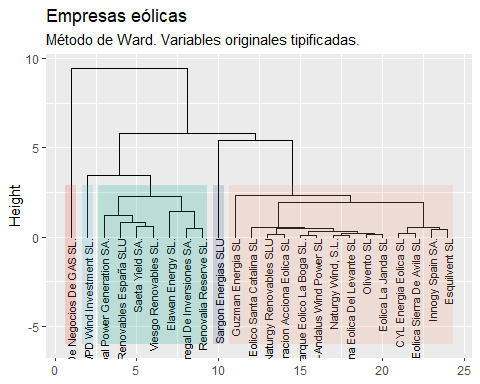 Empresas eólicas
Método de Ward. Variables originales tipificadas.
Height
10
5
0
-5
De Negocios De GAS SL.
PD Wind Investment SL.
al Power Generation SA.
Renovables España SLU
Saeta Yield SA.
Viesgo Renovables SL.
Elawan Energy SL.
regal De Inversiones SA.
Renovalia Reserve SL.
Sargon Energias SLU
Guzman Energia SL
Eolico Santa Catalina SL
Naturgy Renovables SLU
racion Acciona Eolica SL
arque Eolico La Boga SL.
-Andalus Wind Power SL
Naturgy Wind, S.L.
na Eolica Del Levante SL
Olivento SL
Eolica La Janda SL
CYL Energia Eolica SL
Eolica Sierra De Avila SL
Innogy Spain SA.
Esquilvent SL
0
5
10
15
20
25